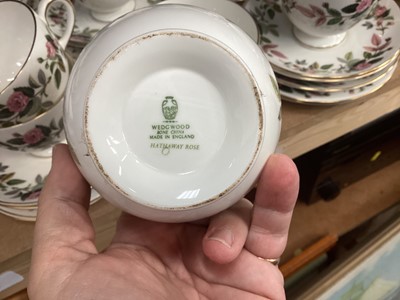 WEDGWOOD
BONE CHINA
MADE IN ENGLAND
HATHAWAY ROSE